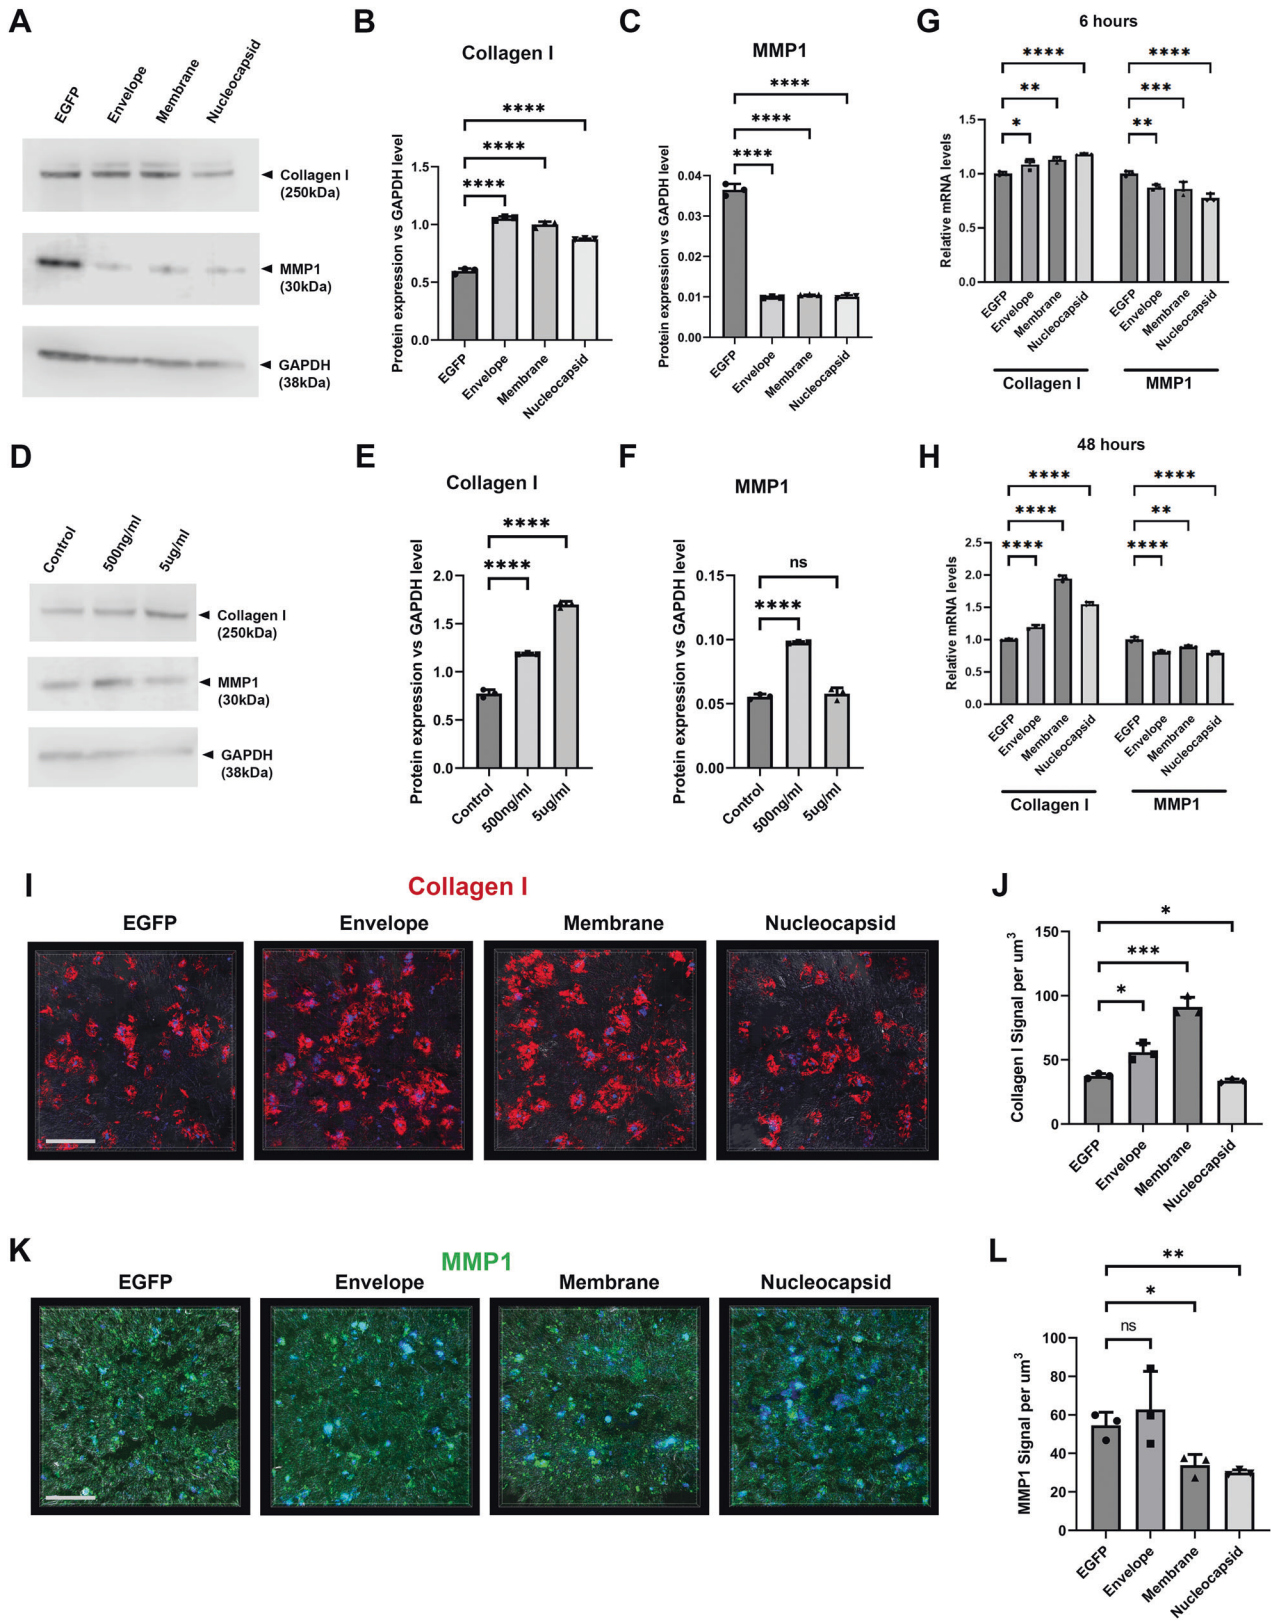 A
EGFP
Envelope
Membrane
Nucleocapsid
Collagen I
(250kDa)
MMP1
(30kDa)
GAPDH
(38kDa)
B
Collagen I
****
****
****
Protein expression vs GAPDH level
1.5
1.0
0.5
0.0
EGFP
Envelope
Membrane
Nucleocapsid
C
MMP1
****
****
****
Protein expression vs GAPDH level
0.04
0.03
0.02
0.01
0.00
EGFP
Envelope
Membrane
Nucleocapsid
G
6 hours
****
**
*
****
***
**
Relative mRNA levels
1.5
1.0
0.5
0.0
EGFP
Envelope
Membrane
Nucleocapsid
EGFP
Envelope
Membrane
Nucleocapsid
Collagen I
MMP1
D
Control
500ng/ml
5ug/ml
Collagen I
(250kDa)
MMP1
(30kDa)
GAPDH
(38kDa)
E
Collagen I
****
****
Protein expression vs GAPDH level
2.0
1.5
1.0
0.5
0.0
Control
500ng/ml
5ug/ml
F
MMP1
ns
****
Protein expression vs GAPDH level
0.15
0.10
0.05
0.00
Control
500ng/ml
5ug/ml
H
48 hours
****
****
****
****
**
****
Relative mRNA levels
2.5
2.0
1.5
1.0
0.5
0.0
EGFP
Envelope
Membrane
Nucleocapsid
EGFP
Envelope
Membrane
Nucleocapsid
Collagen I
MMP1
I
Collagen I
EGFP
Envelope
Membrane
Nucleocapsid
J
*
***
*
Collagen I Signal per um³
150
100
50
0
EGFP
Envelope
Membrane
Nucleocapsid
K
MMP1
EGFP
Envelope
Membrane
Nucleocapsid
L
**
*
ns
MMP1 Signal per um³
100
80
60
40
20
0
EGFP
Envelope
Membrane
Nucleocapsid